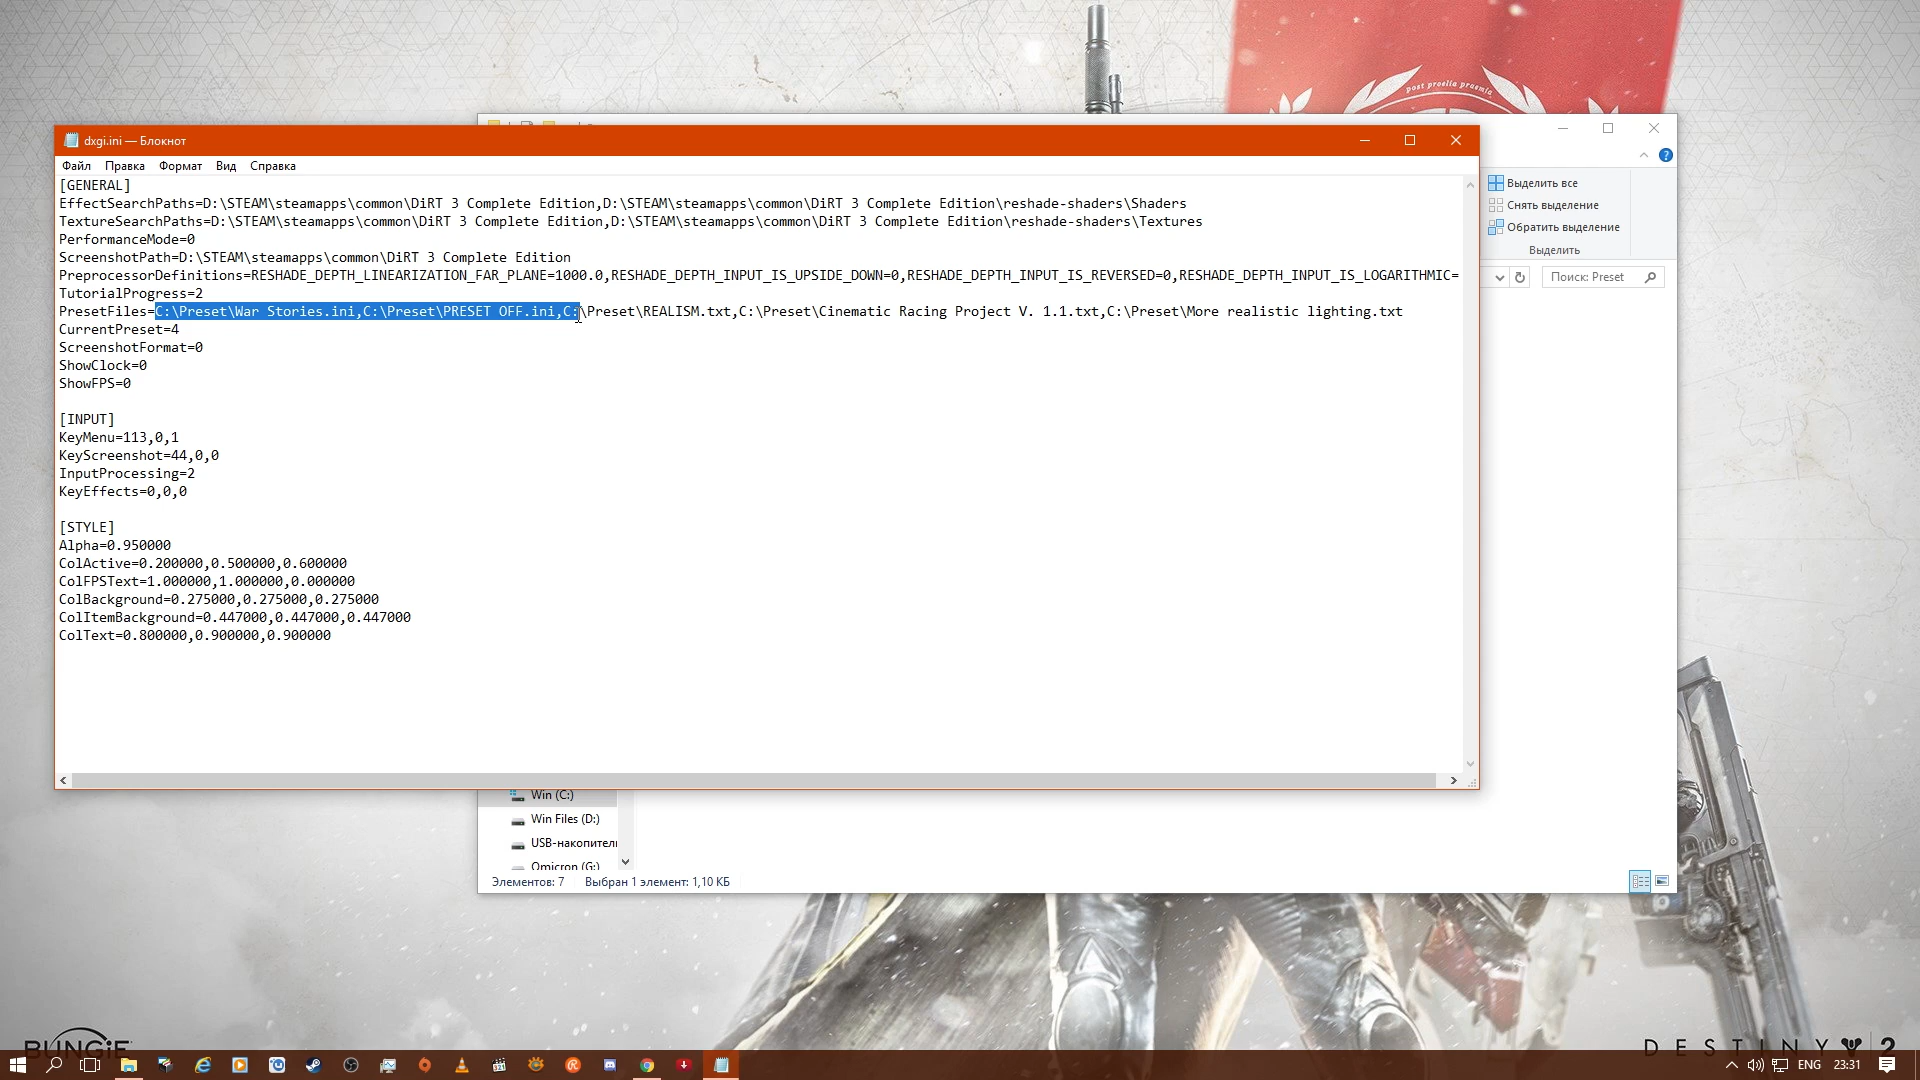 post proelia praemia
dxgi.ini — Блокнот
Файл Правка Формат Вид Справка
[GENERAL]
EffectSearchPaths=D:\STEAM\steamapps\common\DiRT 3 Complete Edition,D:\STEAM\steamapps\common\DiRT 3 Complete Edition\reshade-shaders\Shaders
TextureSearchPaths=D:\STEAM\steamapps\common\DiRT 3 Complete Edition,D:\STEAM\steamapps\common\DiRT 3 Complete Edition\reshade-shaders\Textures
PerformanceMode=0
ScreenshotPath=D:\STEAM\steamapps\common\DiRT 3 Complete Edition
PreprocessorDefinitions=RESHADE_DEPTH_LINEARIZATION_FAR_PLANE=1000.0,RESHADE_DEPTH_INPUT_IS_UPSIDE_DOWN=0,RESHADE_DEPTH_INPUT_IS_REVERSED=0,RESHADE_DEPTH_INPUT_IS_LOGARITHMIC=
TutorialProgress=2
PresetFiles=C:\Preset\War Stories.ini,C:\Preset\PRESET OFF.ini,C:\Preset\REALISM.txt,C:\Preset\Cinematic Racing Project V. 1.1.txt,C:\Preset\More realistic lighting.txt
CurrentPreset=4
ScreenshotFormat=0
ShowClock=0
ShowFPS=0
[INPUT]
KeyMenu=113,0,1
KeyScreenshot=44,0,0
InputProcessing=2
KeyEffects=0,0,0
[STYLE]
Alpha=0.950000
ColActive=0.200000,0.500000,0.600000
ColFPSText=1.000000,1.000000,0.000000
ColBackground=0.275000,0.275000,0.275000
ColItemBackground=0.447000,0.447000,0.447000
ColText=0.800000,0.900000,0.900000
Выделить все
Снять выделение
Обратить выделение
Выделить
Поиск: Preset
Win (C:)
Win Files (D:)
USB-накопител
Omicron (G:)
Элементов: 7 Выбран 1 элемент: 1,10 КБ
BUNGiE
DESTINY 2
ENG 23:31